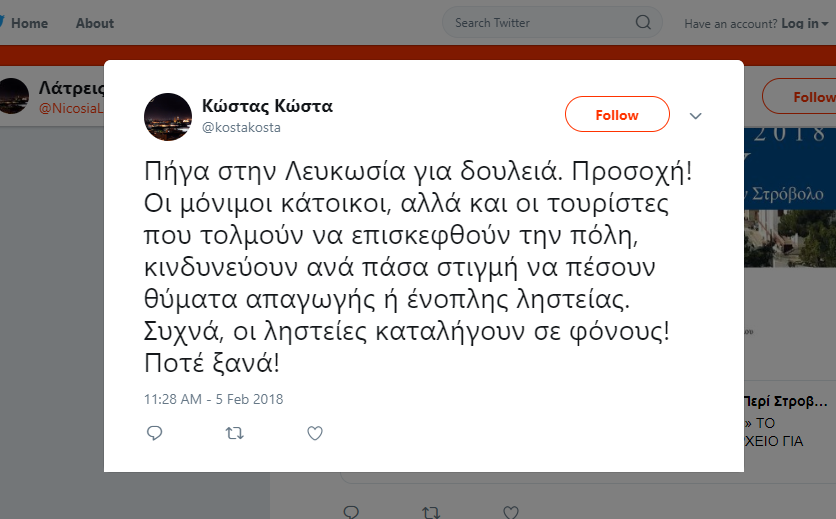 Home About Search Twitter Have an account? Log in
Λάτρεις
@NicosiaL
Follow
2018
ν Στρόβολο
Κώστας Κώστα
@kostakosta
Follow
Πήγα στην Λευκωσία για δουλειά. Προσοχή!
Οι μόνιμοι κάτοικοι, αλλά και οι τουρίστες
που τολμούν να επισκεφθούν την πόλη,
κινδυνεύουν ανά πάσα στιγμή να πέσουν
θύματα απαγωγής ή ένοπλης ληστείας.
Συχνά, οι ληστείες καταλήγουν σε φόνους!
Ποτέ ξανά!
11:28 AM - 5 Feb 2018
Περί Στροβ...
» ΤΟ
ΧΕΙΟ ΓΙΑ